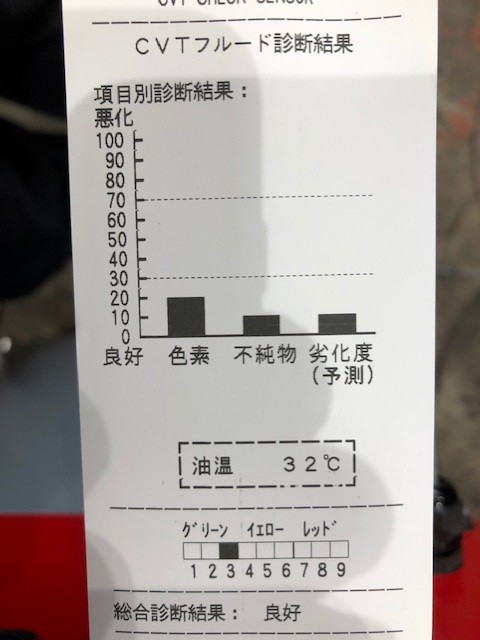 CVT CHECK SENSOR
CVTフルード診断結果
項目別診断結果:
悪化
100
90
80
70
60
50
40
30
20
10
0
良好 色素 不純物 劣化度
(予測)
油温 32℃
グリーン イエロー レッド
1 2 3 4 5 6 7 8 9
総合診断結果: 良好